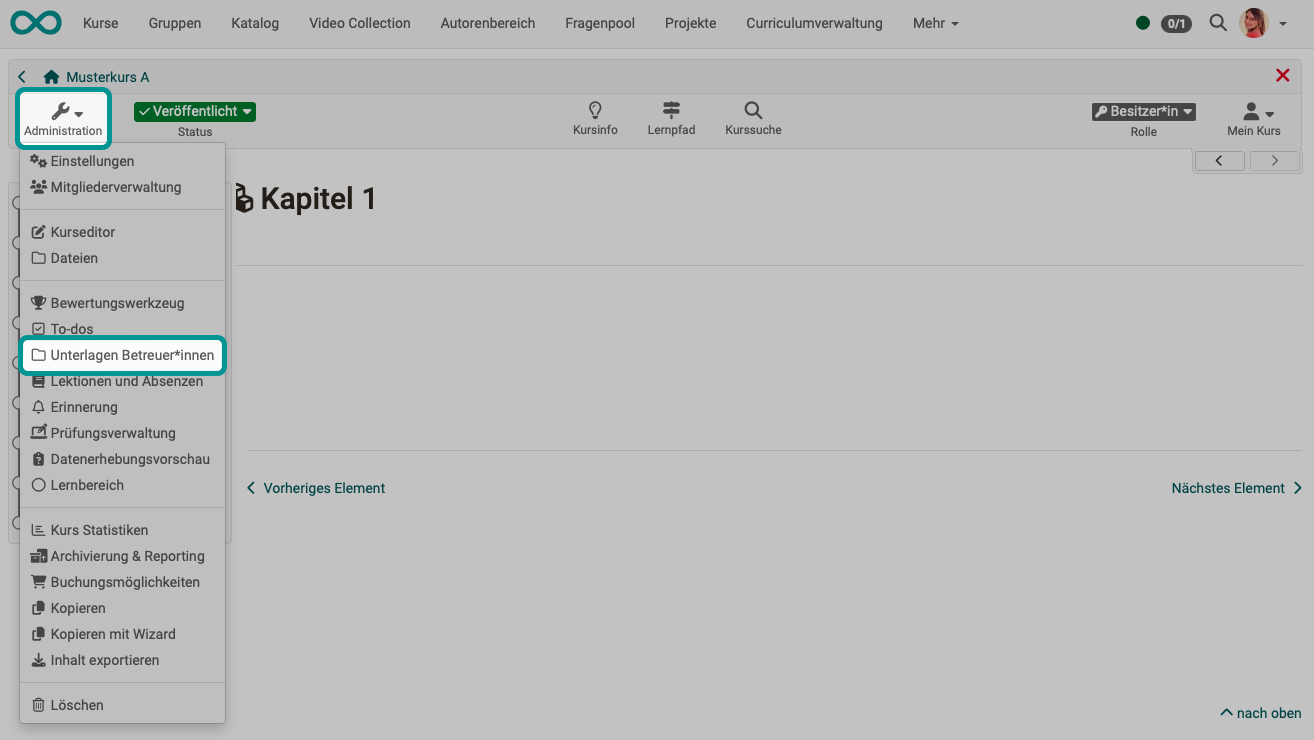 Kurse Gruppen Katalog Video Collection Autorenbereich Fragenpool Projekte Curriculumverwaltung Mehr 0/1
Musterkurs A
Administration
Veröffentlicht
Status
Kursinfo
Lernpfad
Kurssuche
Besitzer*in
Rolle
Mein Kurs
Einstellungen
Mitgliederverwaltung
Kurseditor
Dateien
Bewertungswerkzeug
To-dos
Unterlagen Betreuer*innen
Lektionen und Absenzen
Erinnerung
Prüfungsverwaltung
Datenerhebungsvorschau
Lernbereich
Kurs Statistiken
Archivierung & Reporting
Buchungsmöglichkeiten
Kopieren
Kopieren mit Wizard
Inhalt exportieren
Löschen
Kapitel 1
Vorheriges Element
Nächstes Element
nach oben